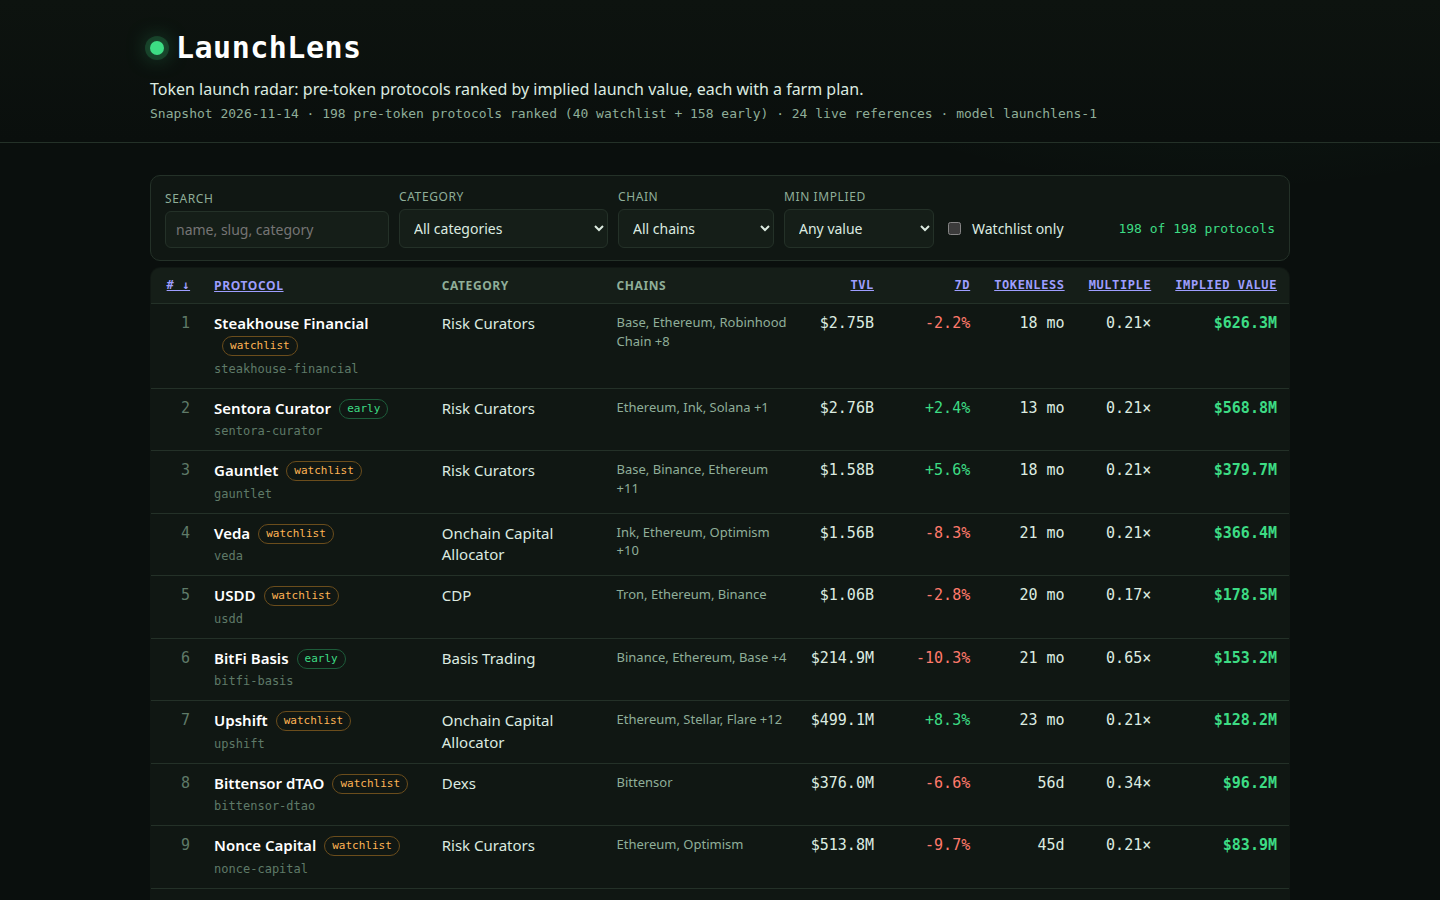 LaunchLens
Token launch radar: pre-token protocols ranked by implied launch value, each with a farm plan.
Snapshot 2026-11-14 · 198 pre-token protocols ranked (40 watchlist + 158 early) · 24 live references · model launchlens-1
SEARCH CATEGORY CHAIN MIN IMPLIED
name, slug, category All categories All chains Any value Watchlist only 198 of 198 protocols
# ↓ PROTOCOL CATEGORY CHAINS TVL 7D TOKENLESS MULTIPLE IMPLIED VALUE
1 Steakhouse Financial Risk Curators Base, Ethereum, Robinhood $2.75B -2.2% 18 mo 0.21× $626.3M
watchlist Chain +8
steakhouse-financial
2 Sentora Curator early Risk Curators Ethereum, Ink, Solana +1 $2.76B +2.4% 13 mo 0.21× $568.8M
sentora-curator
3 Gauntlet watchlist Risk Curators Base, Binance, Ethereum $1.58B +5.6% 18 mo 0.21× $379.7M
gauntlet +11
4 Veda watchlist Onchain Capital Ink, Ethereum, Optimism $1.56B -8.3% 21 mo 0.21× $366.4M
veda Allocator +10
5 USDD watchlist CDP Tron, Ethereum, Binance $1.06B -2.8% 20 mo 0.17× $178.5M
usdd
6 BitFi Basis early Basis Trading Binance, Ethereum, Base +4 $214.9M -10.3% 21 mo 0.65× $153.2M
bitfi-basis
7 Upshift watchlist Onchain Capital Ethereum, Stellar, Flare +12 $499.1M +8.3% 23 mo 0.21× $128.2M
upshift Allocator
8 Bittensor dTAO watchlist Dexs Bittensor $376.0M -6.6% 56d 0.34× $96.2M
bittensor-dtao
9 Nonce Capital watchlist Risk Curators Ethereum, Optimism $513.8M -9.7% 45d 0.21× $83.9M
nonce-capital